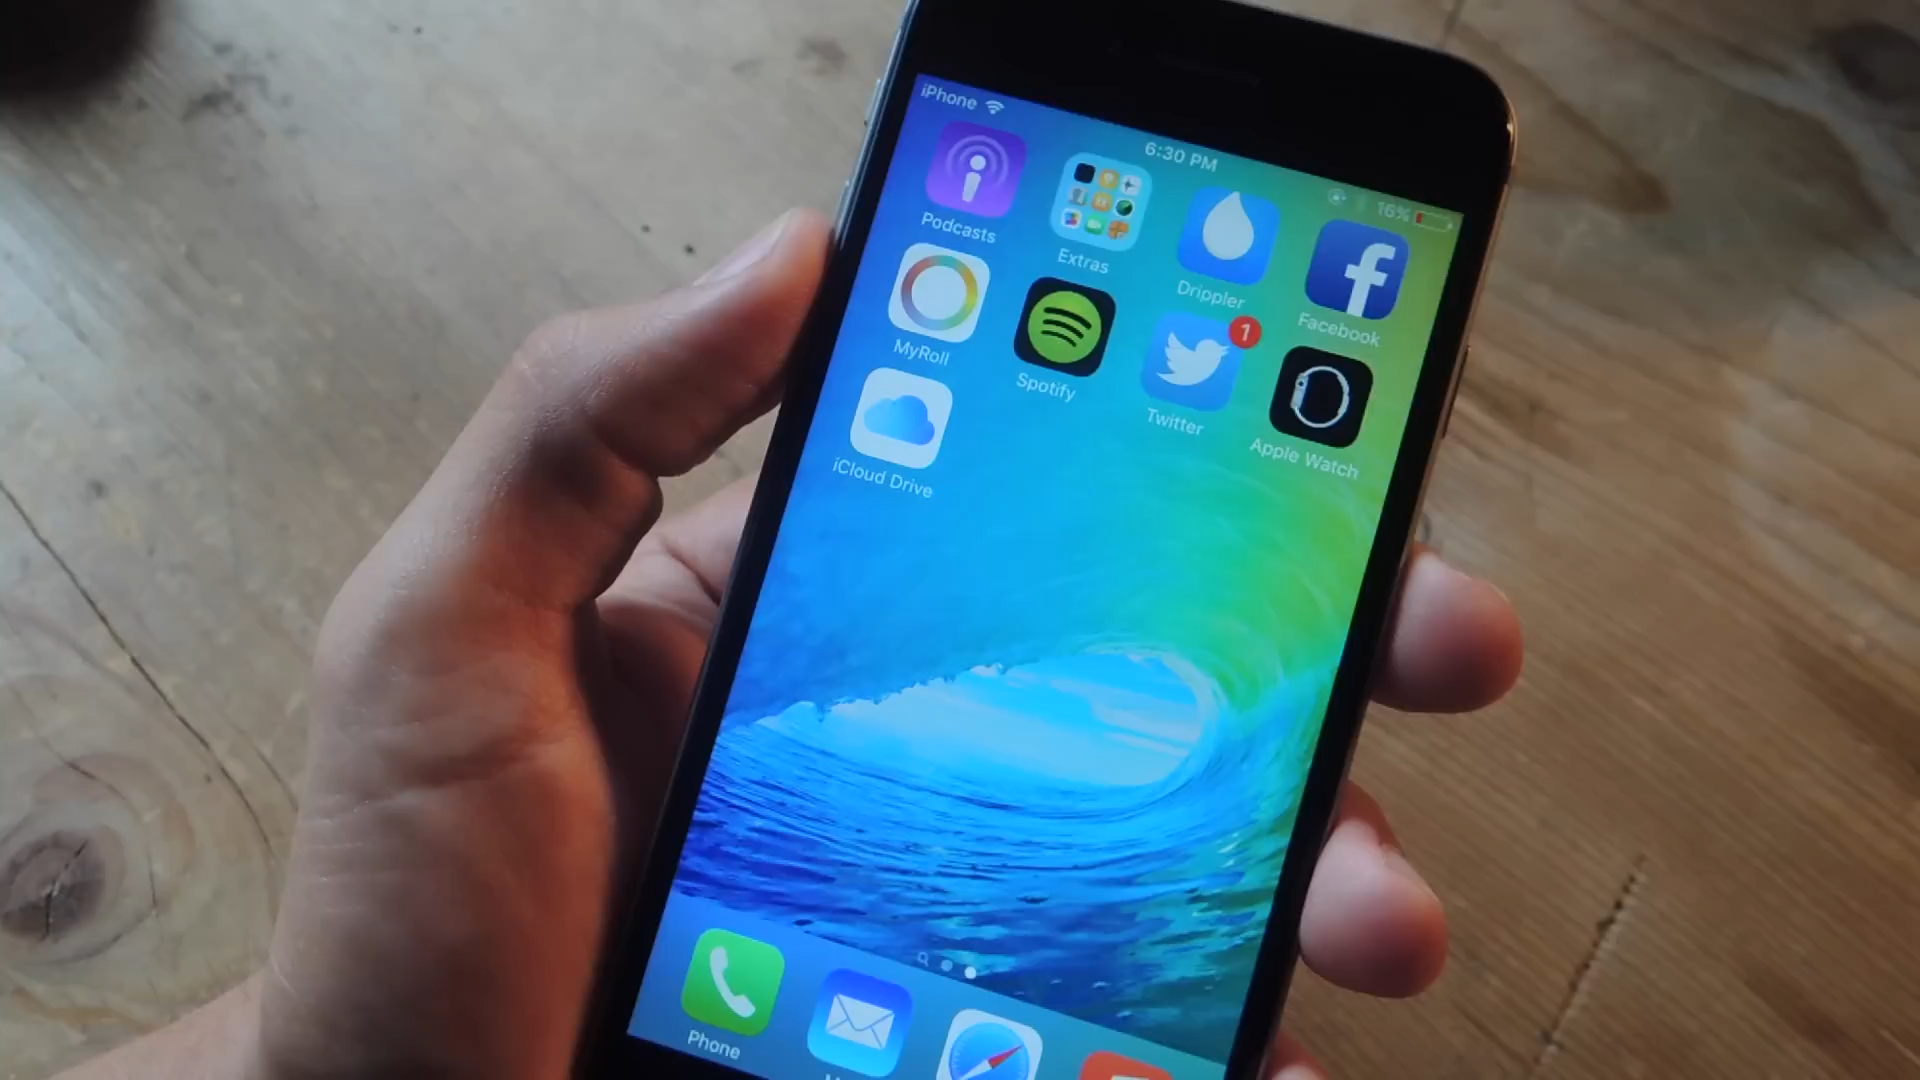 iPhone
6:30 PM
16%
Podcasts
Extras
Drippler
Facebook
MyRoll
Spotify
1
Twitter
Apple Watch
iCloud Drive
Phone